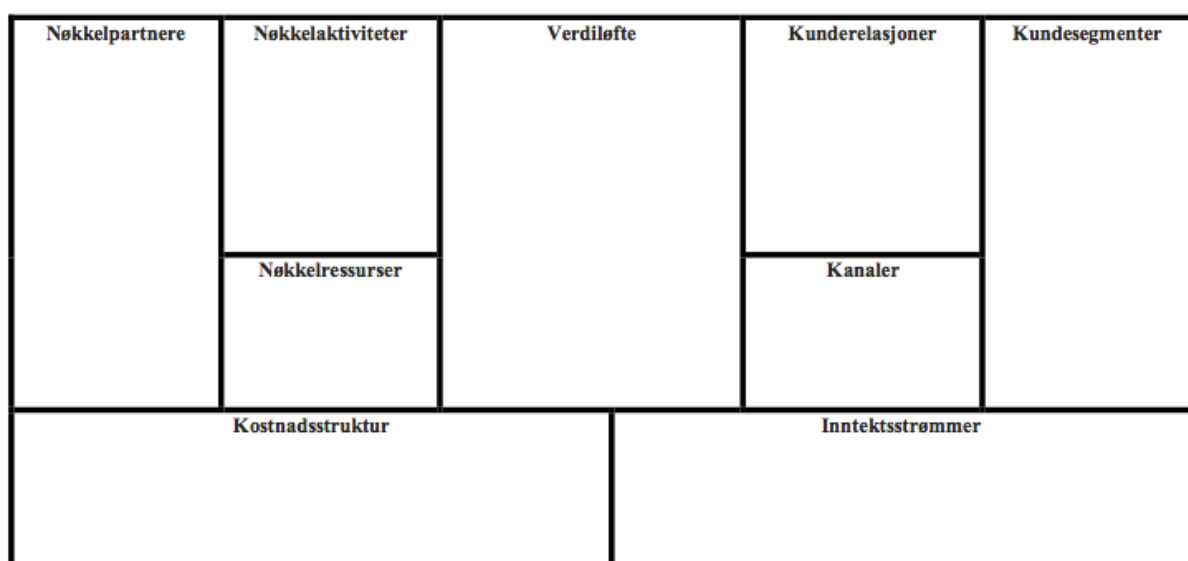 Nøkkelpartnere
Nøkkelaktiviteter
Verdiløfte
Kunderelasjoner
Kundesegmenter
Nøkkelressurser
Kanaler
Kostnadsstruktur
Inntektsstrømmer